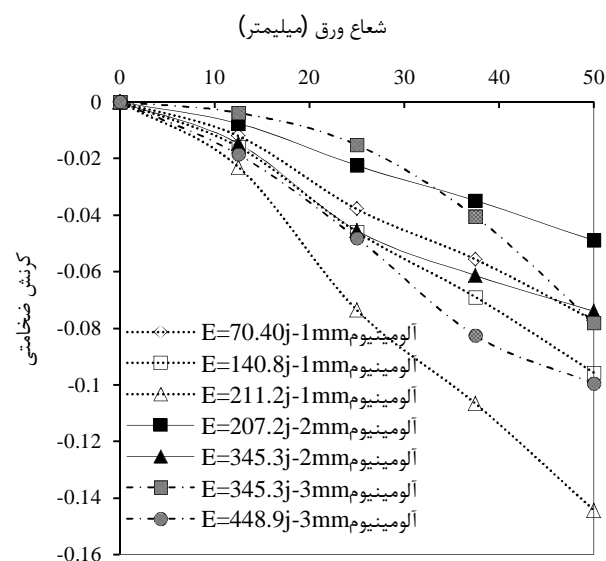 شعاع ورق (میلیمتر)
0 10 20 30 40 50
0
-0.02
-0.04
-0.06
-0.08
-0.1
-0.12
-0.14
-0.16
کرنش ضخامتی
E=70.40j-1mmآلومینیوم
E=140.8j-1mmآلومینیوم
E=211.2j-1mmآلومینیوم
E=207.2j-2mmآلومینیوم
E=345.3j-2mmآلومینیوم
E=345.3j-3mmآلومینیوم
E=448.9j-3mmآلومینیوم